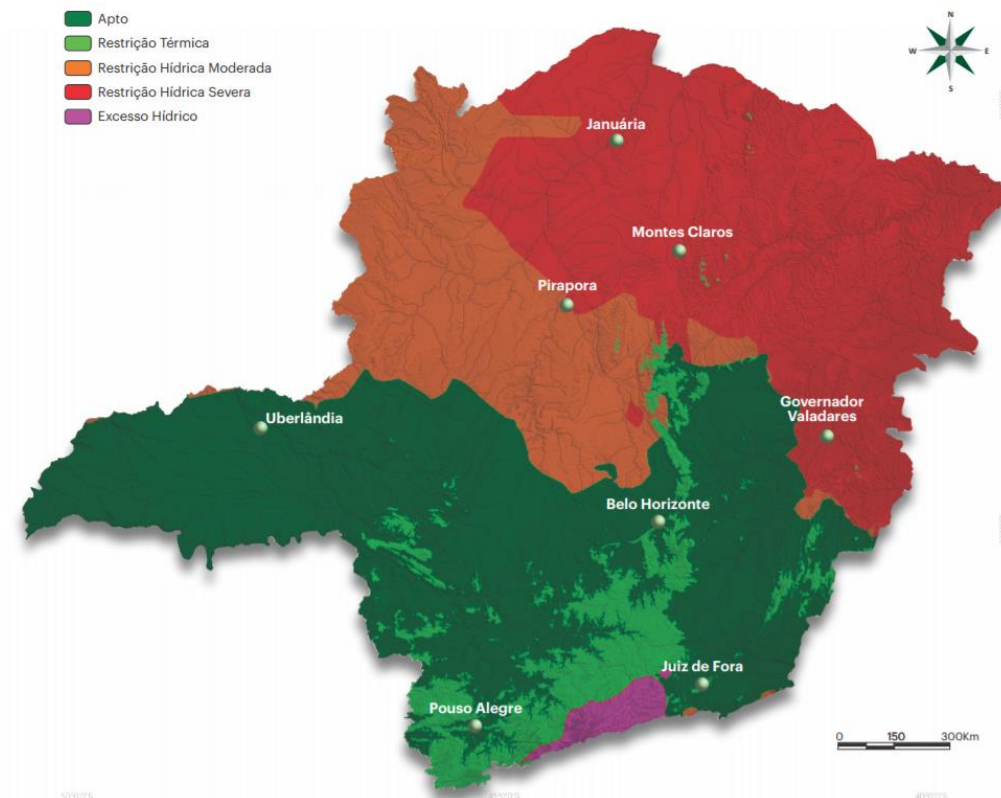 Apto
Restrição Térmica
Restrição Hídrica Moderada
Restrição Hídrica Severa
Excesso Hídrico
N
W
E
S
Januária
Montes Claros
Pirapora
Uberlândia
Governador
Valadares
Belo Horizonte
Juiz de Fora
Pouso Alegre
0 150 300Km